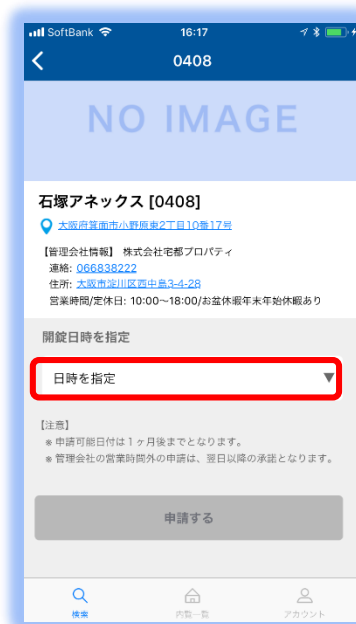 SoftBank 16:17
0408
NO IMAGE
石塚アネックス [0408]
大阪府箕面市小野原東2丁目10番17号
【管理会社情報】 株式会社宅都プロパティ
連絡: 066838222
住所: 大阪市淀川区西中島3-4-28
営業時間/定休日: 10:00~18:00/お盆休暇年末年始休暇あり
開錠日時を指定
日時を指定 ▼
【注意】
※ 申請可能日付は1ヶ月後までとなります。
※ 管理会社の営業時間外の申請は、翌日以降の承諾となります。
申請する
検索 内覧一覧 アカウント